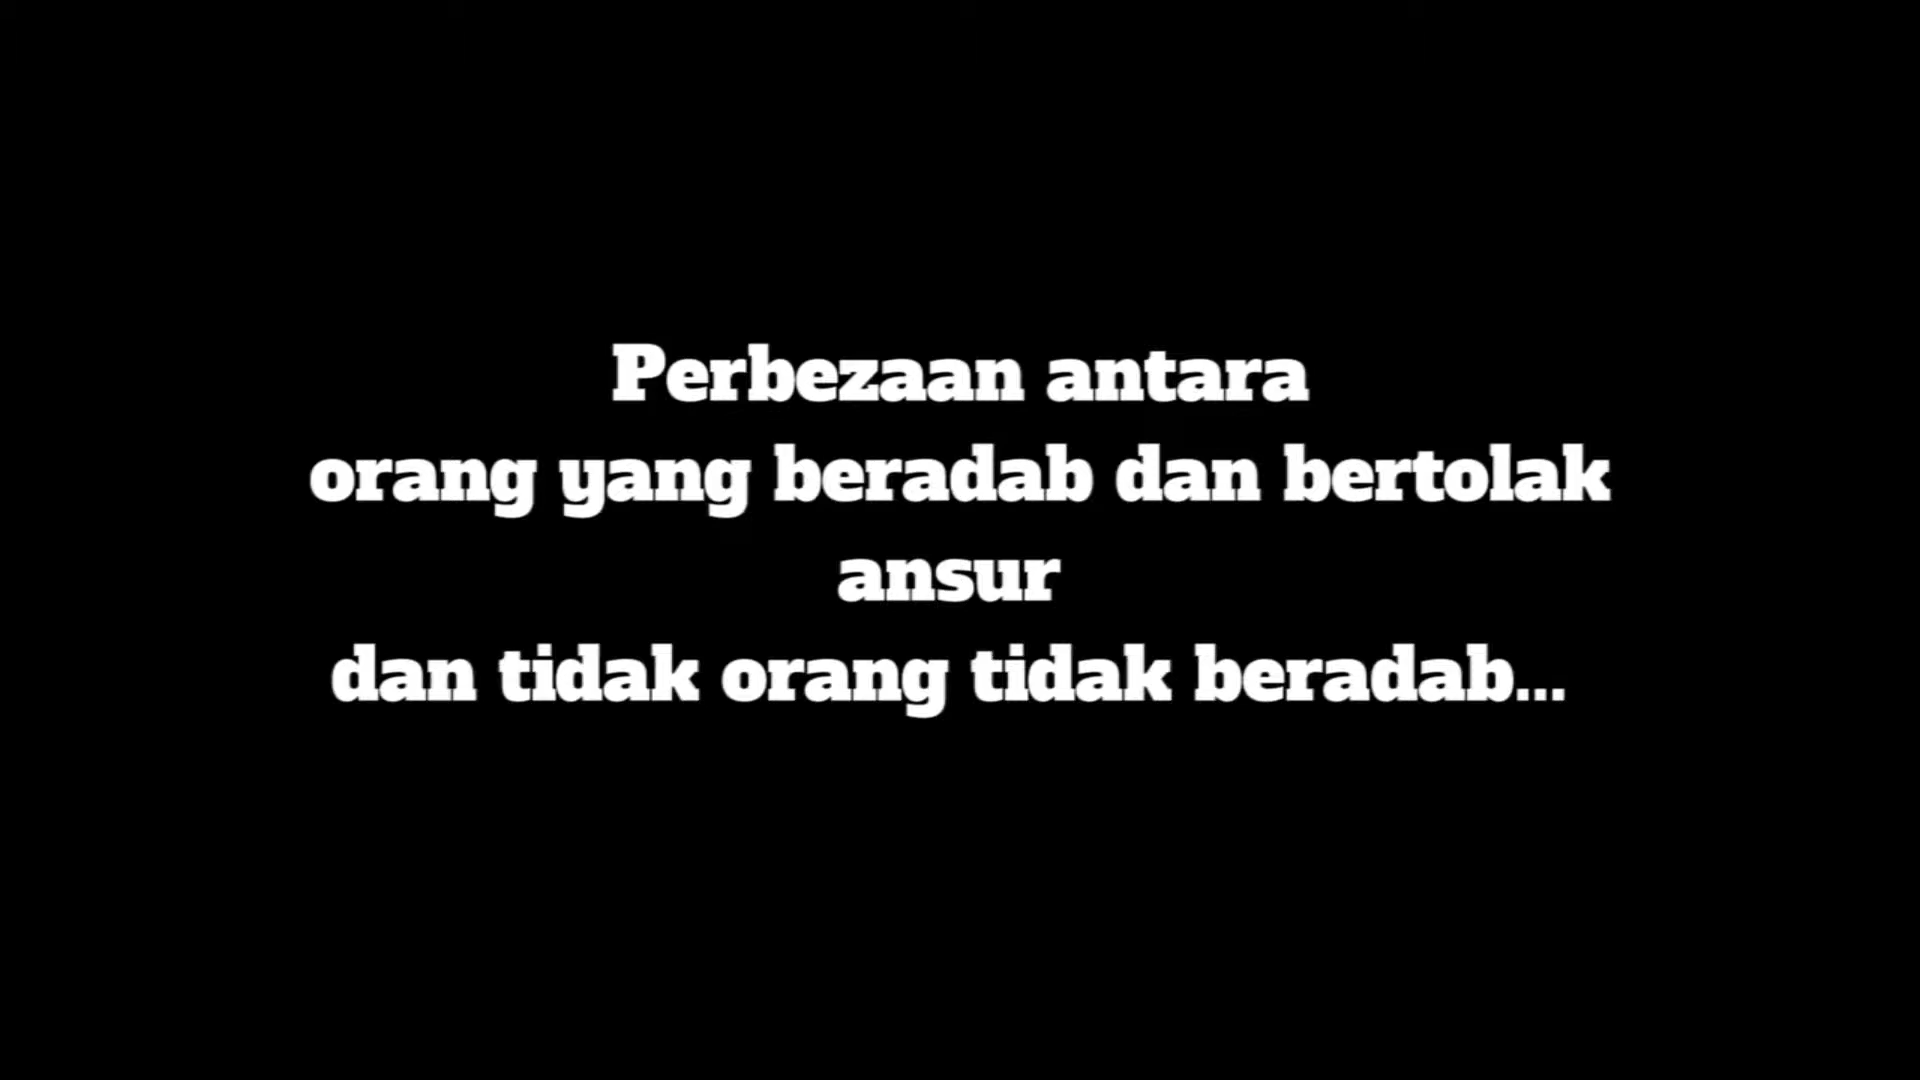 Perbezaan antara
orang yang beradab dan bertolak
ansur
dan tidak orang tidak beradab...